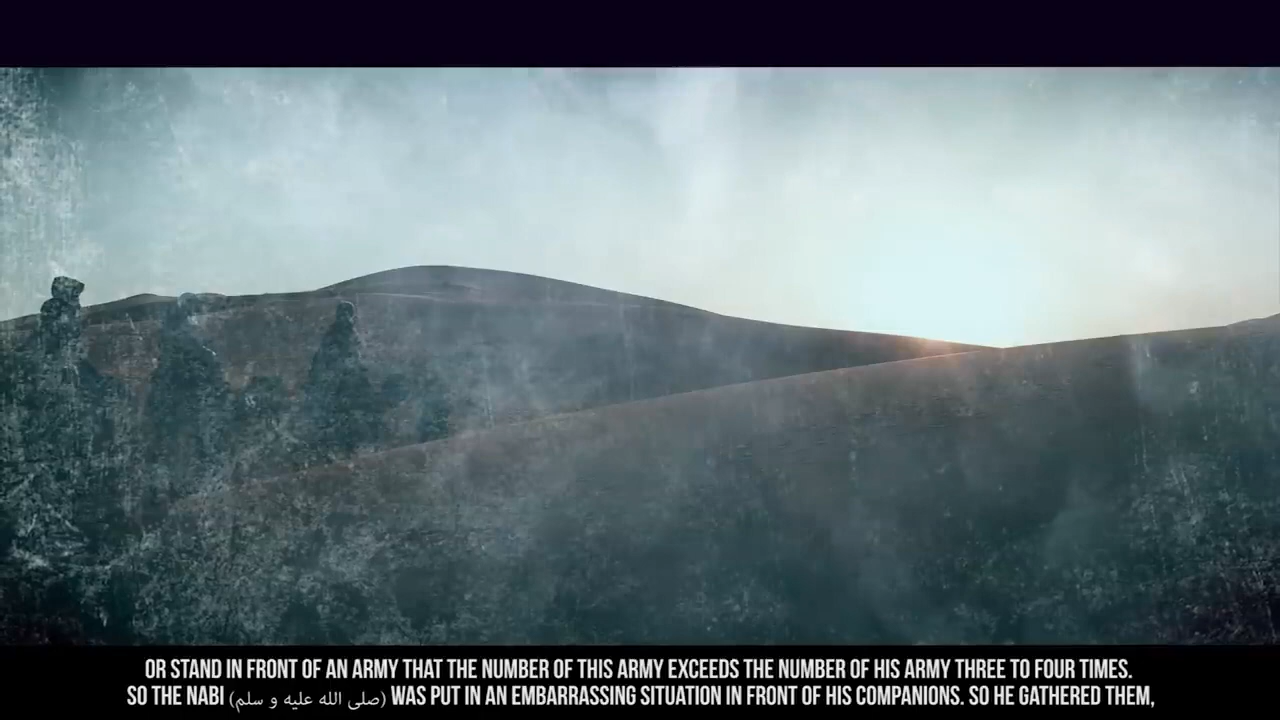 OR STAND IN FRONT OF AN ARMY THAT THE NUMBER OF THIS ARMY EXCEEDS THE NUMBER OF HIS ARMY THREE TO FOUR TIMES.
SO THE NABI (صلى الله عليه و سلم) WAS PUT IN AN EMBARRASSING SITUATION IN FRONT OF HIS COMPANIONS. SO HE GATHERED THEM,